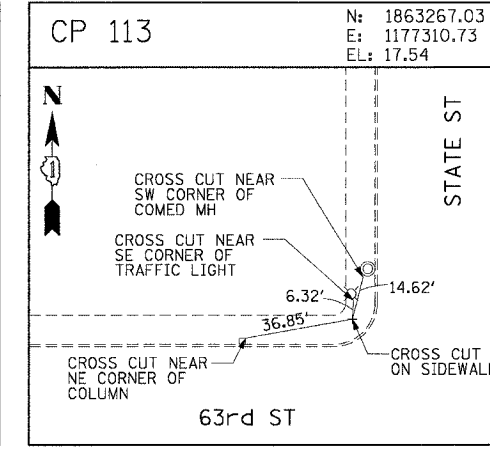 CP 113
N: 1863267.03
E: 1177310.73
EL: 17.54
N
STATE ST
CROSS CUT NEAR
SW CORNER OF
COMED MH
CROSS CUT NEAR
SE CORNER OF
TRAFFIC LIGHT
6.32'
14.62'
36.85'
CROSS CUT NEAR
NE CORNER OF
COLUMN
CROSS CUT
ON SIDEWALK
63rd ST